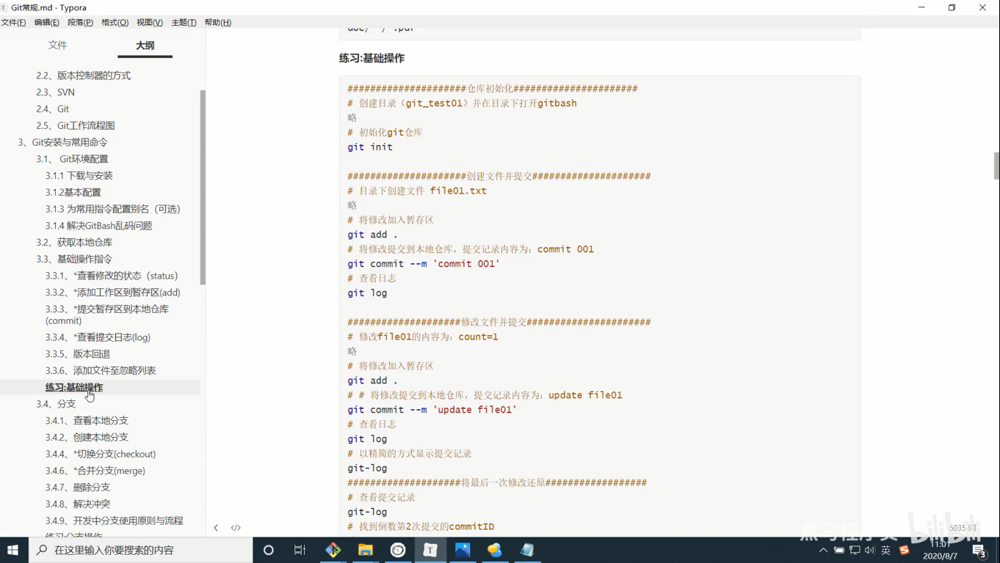 Git常规.md - Typora
文件(F) 编辑(E) 段落(P) 格式(O) 视图(V) 主题(T) 帮助(H)
文件 大纲
2.2、版本控制器的方式
2.3、SVN
2.4、Git
2.5、Git工作流程图
3、Git安装与常用命令
3.1、 Git环境配置
3.1.1 下载与安装
3.1.2基本配置
3.1.3 为常用指令配置别名（可选）
3.1.4 解决GitBash乱码问题
3.2、获取本地仓库
3.3、基础操作指令
3.3.1、*查看修改的状态（status）
3.3.2、*添加工作区到暂存区(add)
3.3.3、*提交暂存区到本地仓库
(commit)
3.3.4、*查看提交日志(log)
3.3.5、版本回退
3.3.6、添加文件至忽略列表
练习:基础操作
3.4、分支
3.4.1、查看本地分支
3.4.2、创建本地分支
3.4.4、*切换分支(checkout)
3.4.6、*合并分支(merge)
3.4.7、删除分支
3.4.8、解决冲突
3.4.9、开发中分支使用原则与流程
练习:分支操作
doc/**/*.pdf
练习:基础操作
#####################仓库初始化######################
# 创建目录（git_test01）并在目录下打开gitbash
略
# 初始化git仓库
git init
#####################创建文件并提交#####################
# 目录下创建文件 file01.txt
略
# 将修改加入暂存区
git add .
# 将修改提交到本地仓库，提交记录内容为：commit 001
git commit --m 'commit 001'
# 查看日志
git log
####################修改文件并提交######################
# 修改file01的内容为：count=1
略
# 将修改加入暂存区
git add .
# # 将修改提交到本地仓库，提交记录内容为：update file01
git commit --m 'update file01'
# 查看日志
git log
# 以精简的方式显示提交记录
git-log
####################将最后一次修改还原##################
# 查看提交记录
git-log
# 找到倒数第2次提交的commitID
6035 词
黑马程序员 bilibili
在这里输入你要搜索的内容
英
11:01
2020/8/7
3